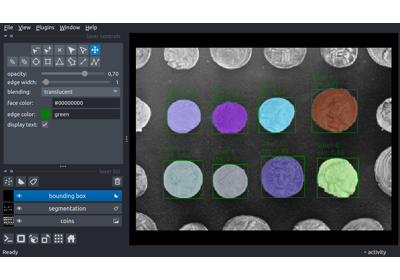 File View Plugins Window Help
layer controls
opacity: 0,70
edge width: 1
blending: translucent
face color: #00000000
edge color: green
display text:
layer list
bounding box
segmentation
coins
Ready activity